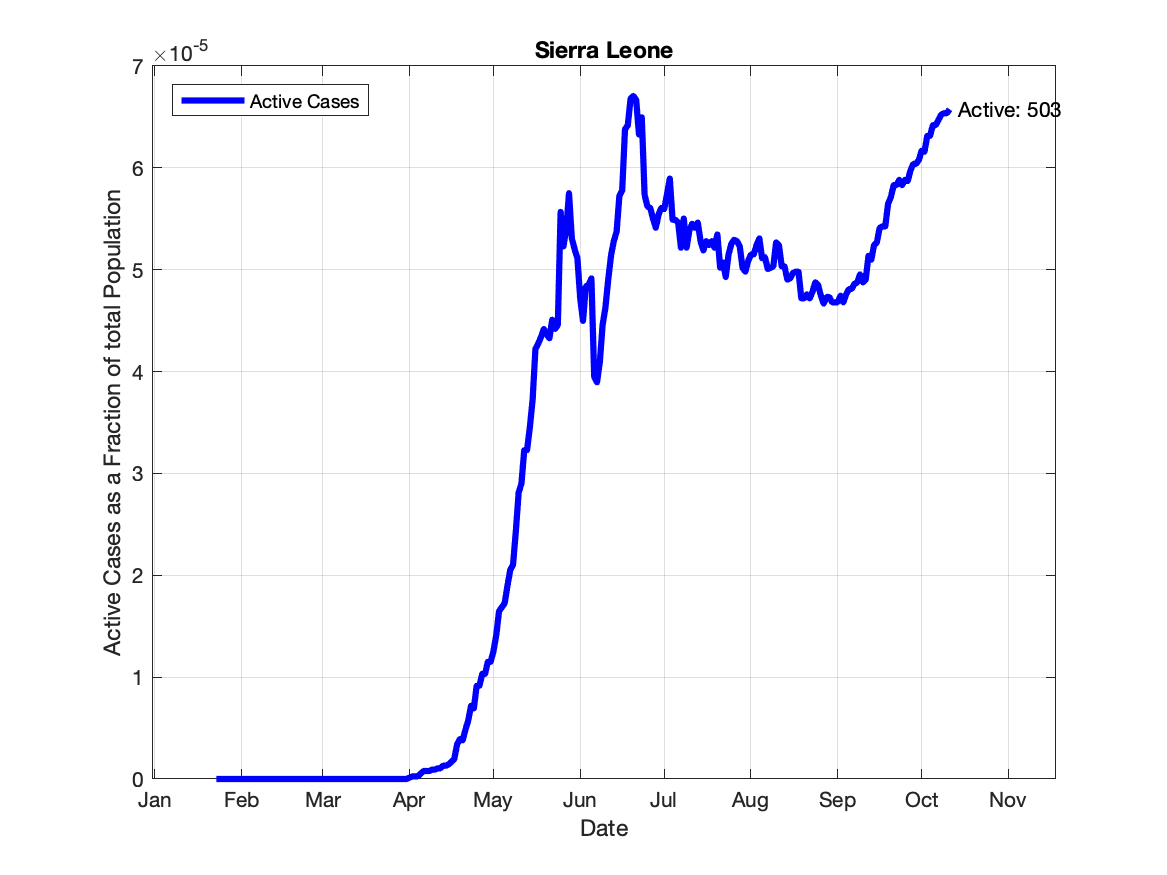 Sierra Leone
×10-5
7
6
5
4
3
2
1
0
Active Cases
Active: 503
Active Cases as a Fraction of total Population
Jan Feb Mar Apr May Jun Jul Aug Sep Oct Nov
Date